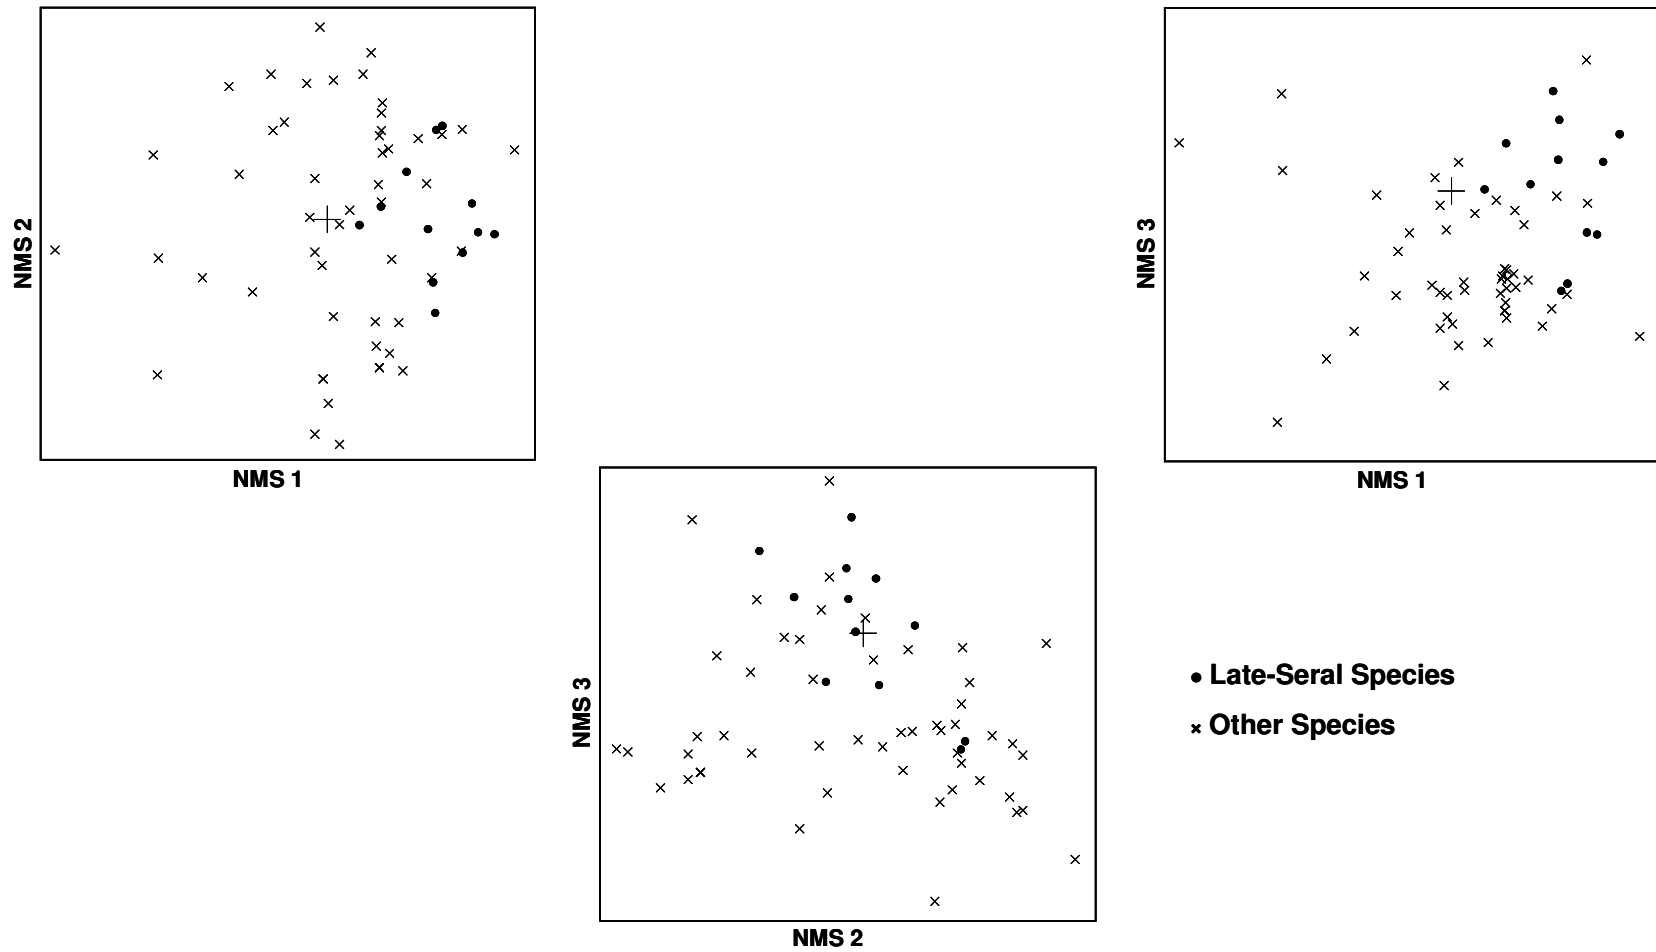 NMS 2
NMS 1
NMS 3
NMS 1
NMS 3
NMS 2
Late-Seral Species
Other Species